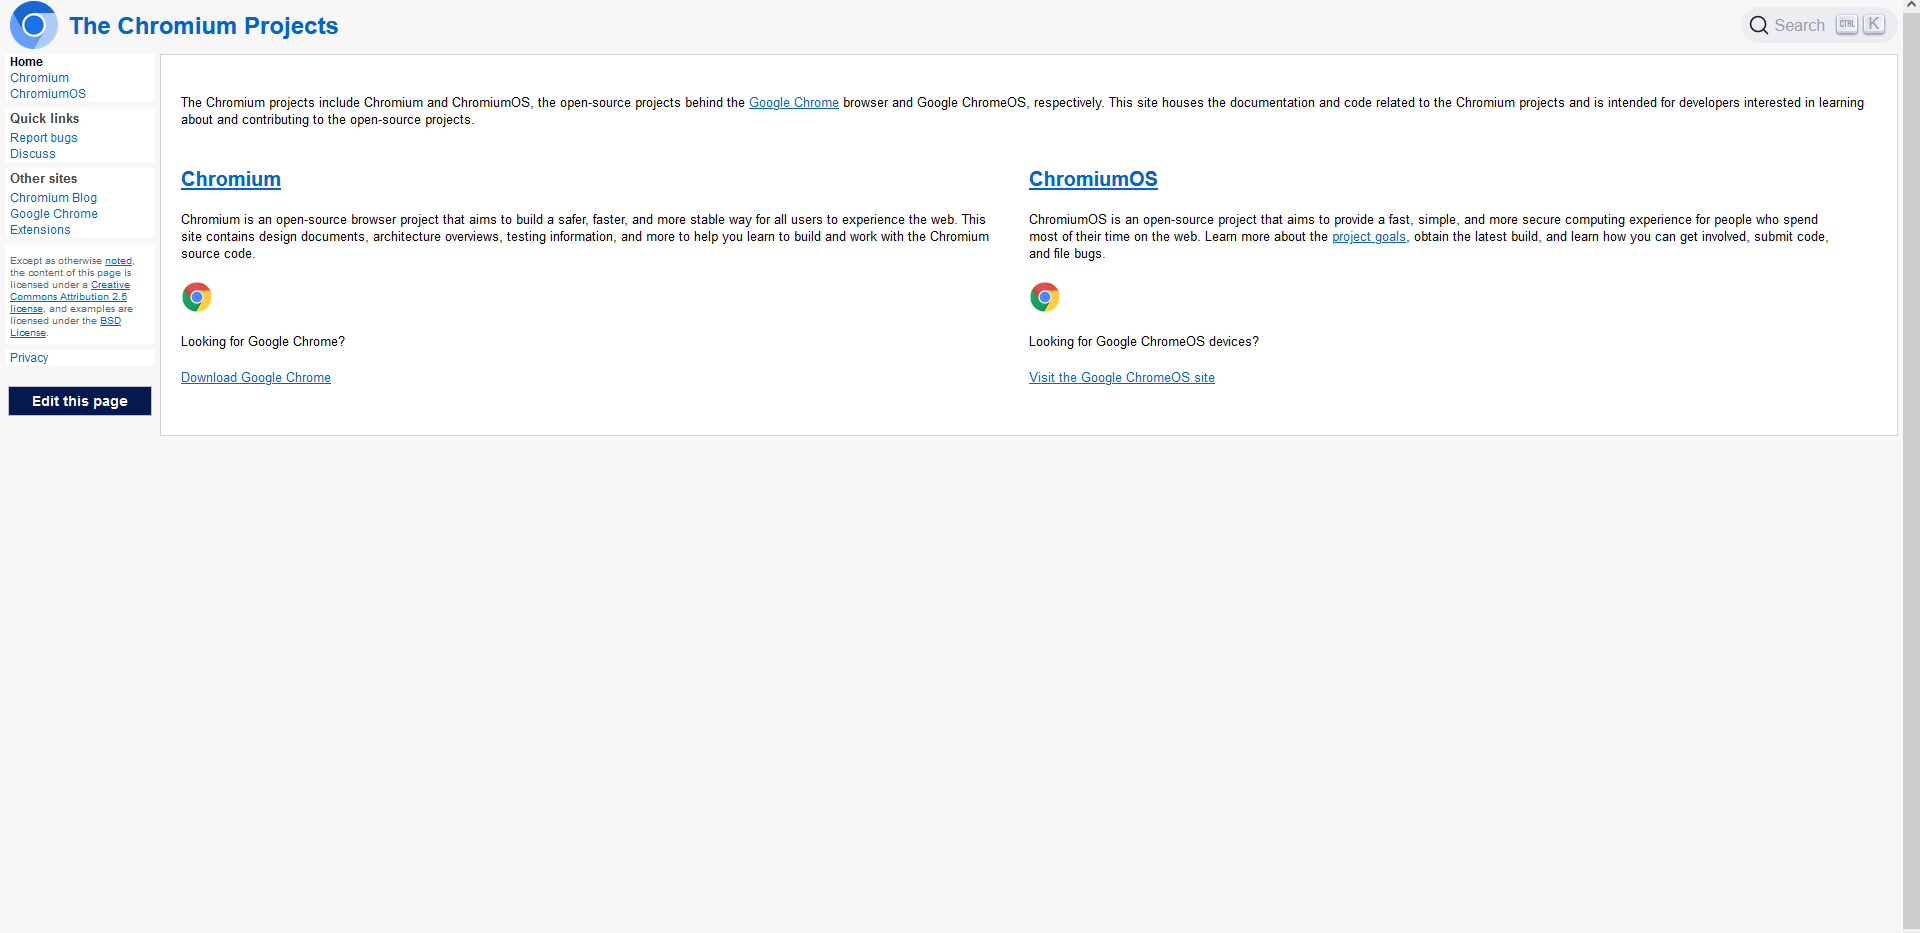 The Chromium Projects
Search CTRL K
Home
Chromium
ChromiumOS
Quick links
Report bugs
Discuss
Other sites
Chromium Blog
Google Chrome
Extensions
Except as otherwise noted,
the content of this page is
licensed under a Creative
Commons Attribution 2.5
license, and examples are
licensed under the BSD
License.
Privacy
Edit this page
The Chromium projects include Chromium and ChromiumOS, the open-source projects behind the Google Chrome browser and Google ChromeOS, respectively. This site houses the documentation and code related to the Chromium projects and is intended for developers interested in learning
about and contributing to the open-source projects.
Chromium
Chromium is an open-source browser project that aims to build a safer, faster, and more stable way for all users to experience the web. This
site contains design documents, architecture overviews, testing information, and more to help you learn to build and work with the Chromium
source code.
Looking for Google Chrome?
Download Google Chrome
ChromiumOS
ChromiumOS is an open-source project that aims to provide a fast, simple, and more secure computing experience for people who spend
most of their time on the web. Learn more about the project goals, obtain the latest build, and learn how you can get involved, submit code,
and file bugs.
Looking for Google ChromeOS devices?
Visit the Google ChromeOS site